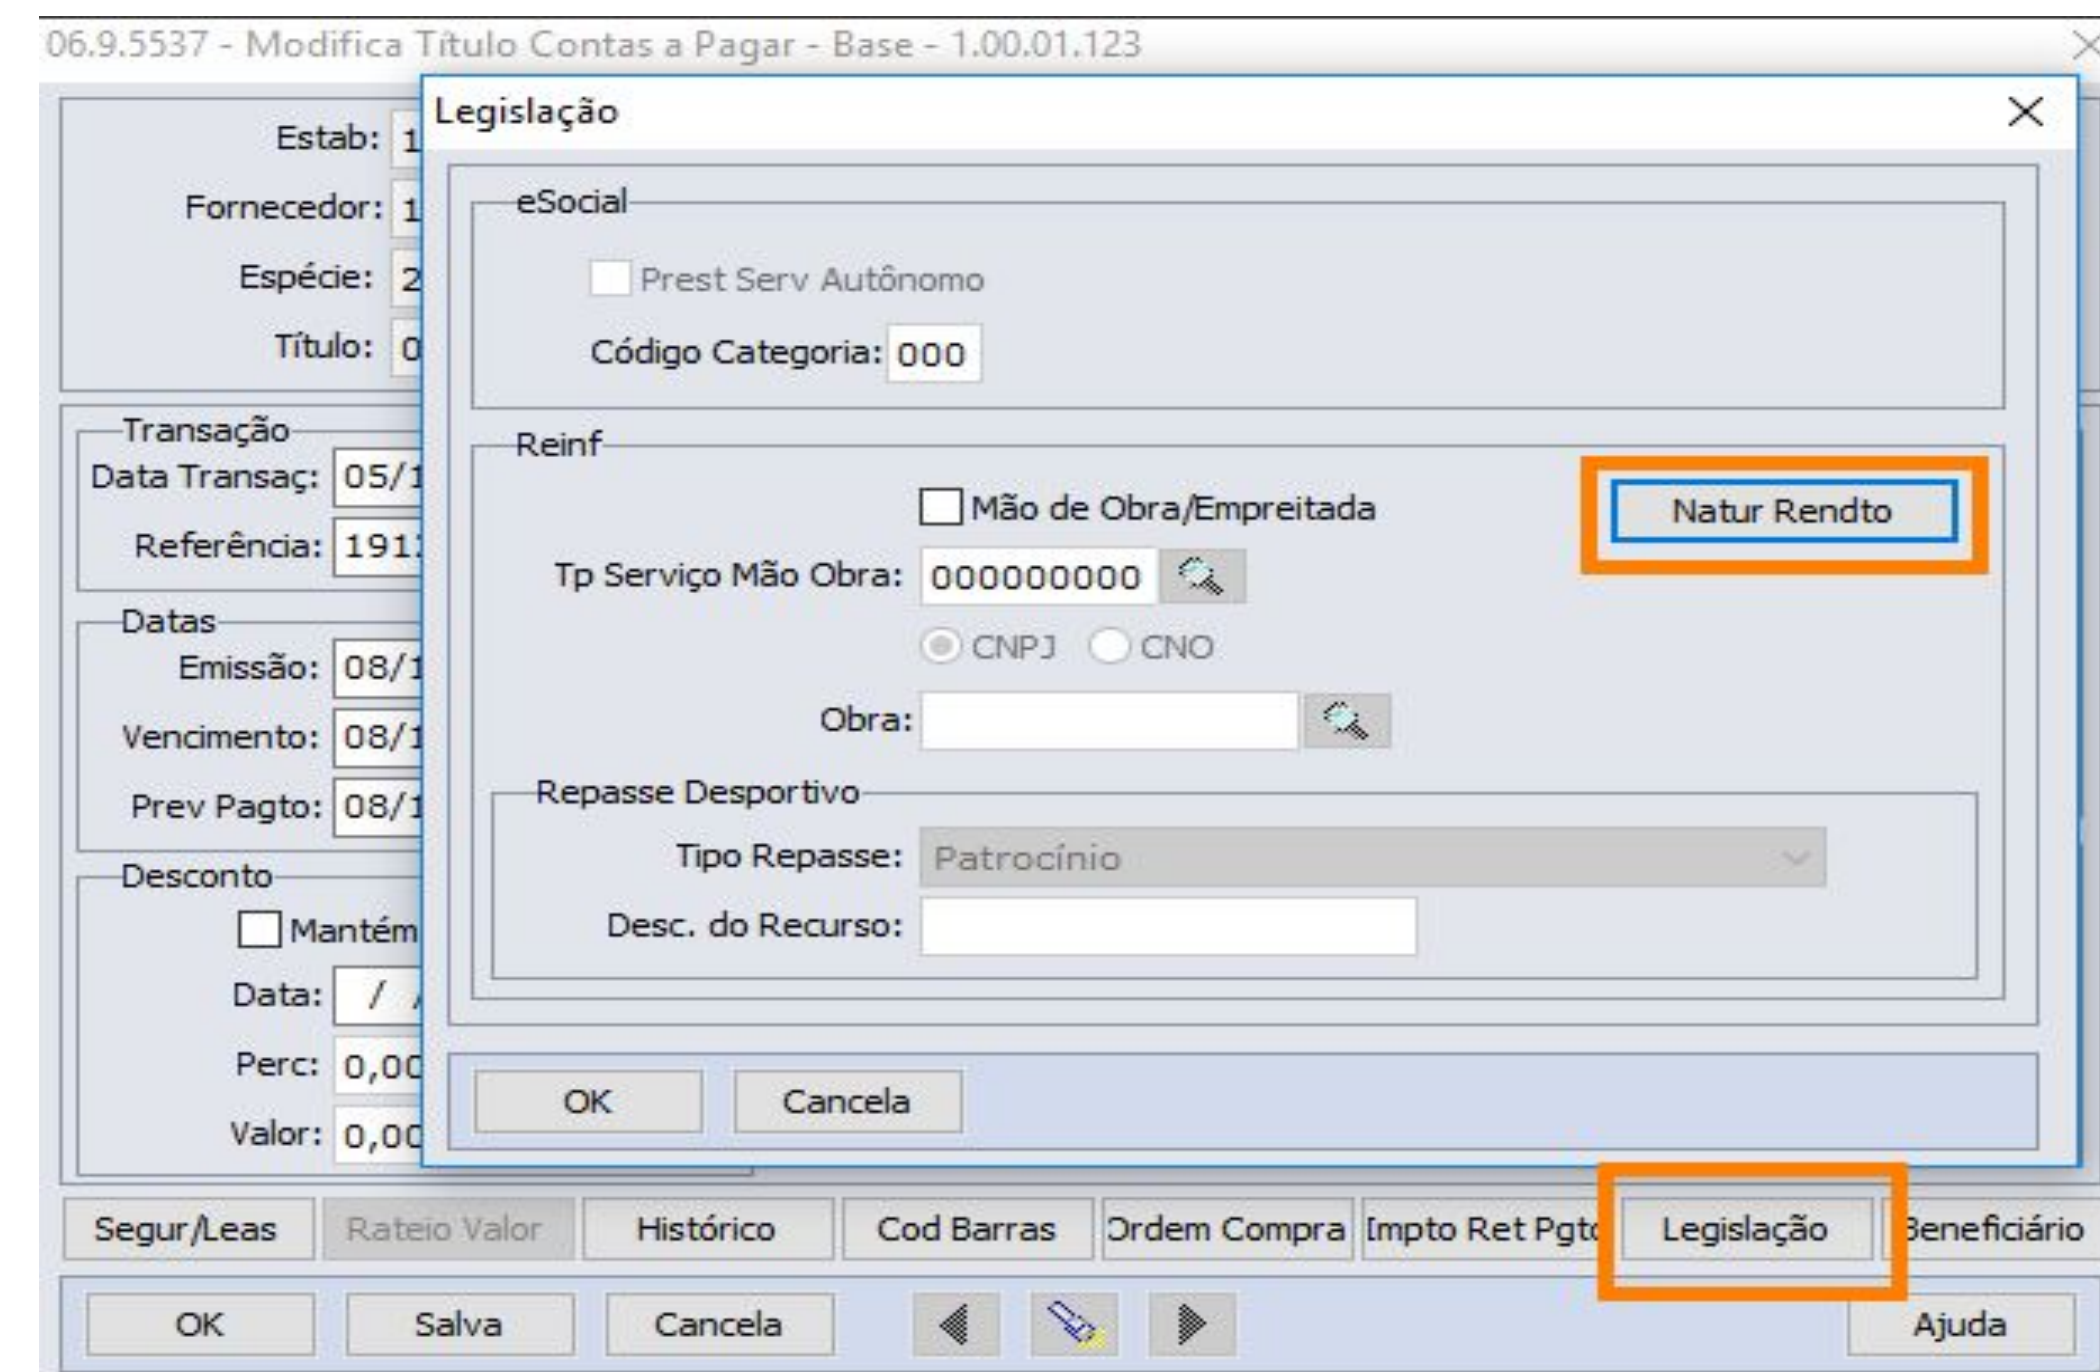 06.9.5537 - Modifica Título Contas a Pagar - Base - 1.00.01.123
Estab: 1
Fornecedor: 1
Espécie: 2
Título: 0
Transação
Data Transaç: 05/1
Referência: 191
Datas
Emissão: 08/1
Vencimento: 08/1
Prev Pagto: 08/1
Desconto
Mantém
Data: / /
Perc: 0,00
Valor: 0,00
Legislação
eSocial
Prest Serv Autônomo
Código Categoria: 000
Reinf
Mão de Obra/Empreitada
Natur Rendto
Tp Serviço Mão Obra: 000000000
CNPJ CNO
Obra:
Repasse Desportivo
Tipo Repasse: Patrocínio
Desc. do Recurso:
OK Cancela
Segur/Leas Rateio Valor Histórico Cod Barras Ordem Compra Impto Ret Pgto Legislação Beneficiário
OK Salva Cancela Ajuda